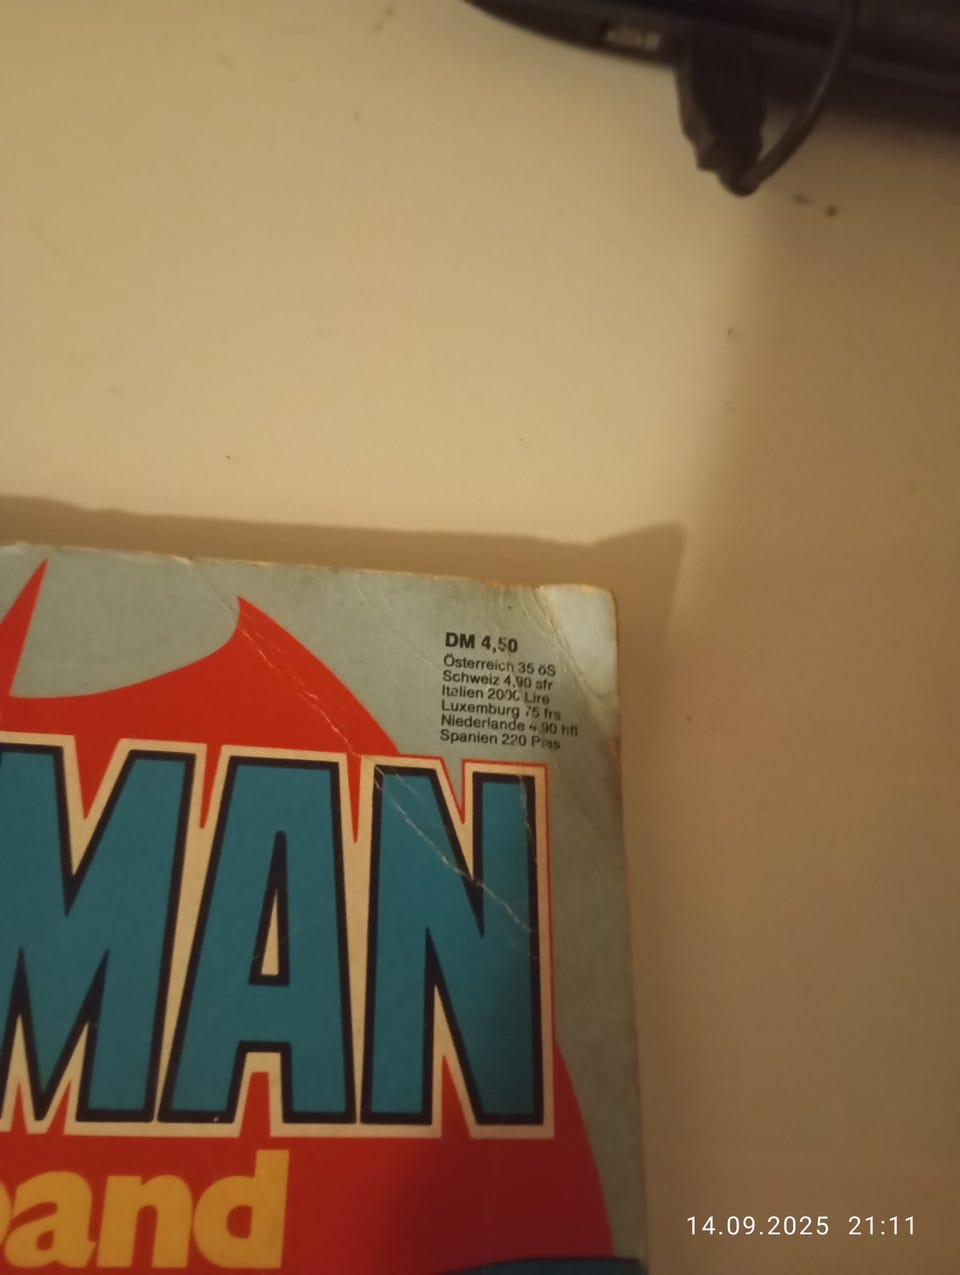 DM 4,50
Österreich 35 öS
Schweiz 4,90 sfr
Italien 2000 Lire
Luxemburg 75 frs
Niederlande 4,90 hfl
Spanien 220 Ptas
MAN
band
14.09.2025 21:11